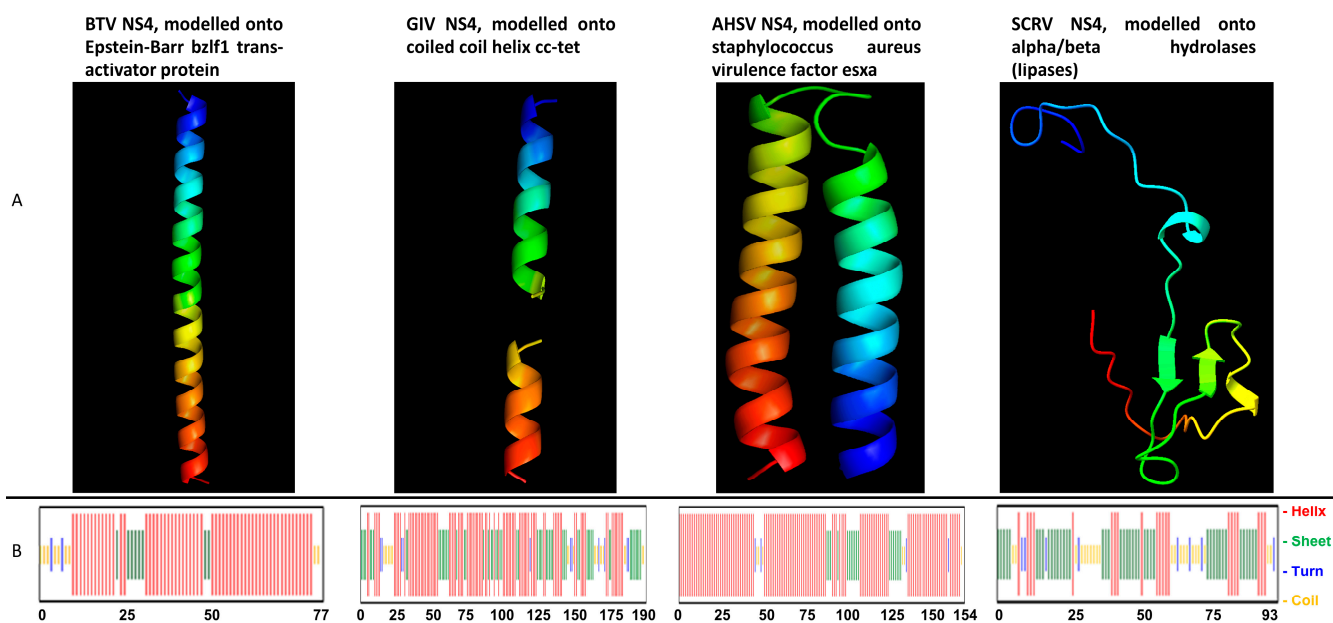 BTV NS4, modelled onto
Epstein-Barr bzlf1 trans-
activator protein
GIV NS4, modelled onto
coiled coil helix cc-tet
AHSV NS4, modelled onto
staphylococcus aureus
virulence factor esxa
SCRV NS4, modelled onto
alpha/beta hydrolases
(lipases)
A
B
- Helix
- Sheet
- Turn
- Coil
0 25 50 77
0 25 50 75 100 125 150 175 190
0 25 50 75 100 150 154
0 25 50 75 93